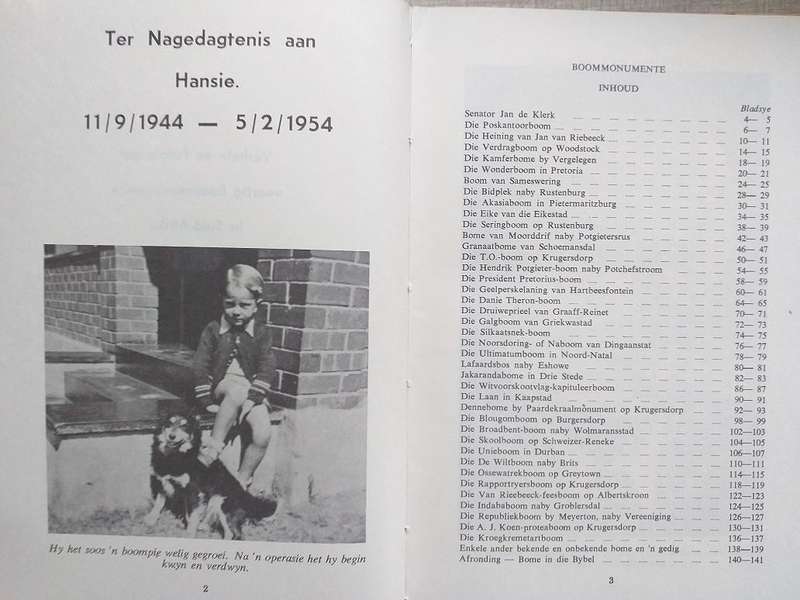 Ter Nagedagtenis aan
Hansie.
11/9/1944 — 5/2/1954
Hy het soos 'n boompie welig gegroei. Na 'n operasie het hy begin
kwyn en verdwyn.
2
BOOMMONUMENTE
INHOUD
Bladsye
Senator Jan de Klerk 4— 5
Die Poskantoorboom 6— 7
Die Heining van Jan van Riebeeck 10— 11
Die Verdragboom op Woodstock 14— 15
Die Kamferbome by Vergelegen 18— 19
Die Wonderboom in Pretoria 20— 21
Boom van Sameswering 24— 25
Die Bidplek naby Rustenburg 28— 29
Die Akasiaboom in Pietermaritzburg 30— 31
Die Eike van die Eikestad 34— 35
Die Seringboom op Rustenburg 38— 39
Bome van Moorddrif naby Potgietersrus 42— 43
Granaatbome van Schoemansdal 46— 47
Die T.O.-boom op Krugersdorp 50— 51
Die Hendrik Potgieter-boom naby Potchefstroom 54— 55
Die President Pretorius-boom 58— 59
Die Geelperskelaning van Hartbeesfontein 60— 61
Die Danie Theron-boom 64— 65
Die Druiweprieel van Graaff-Reinet 70— 71
Die Galgboom van Griekwastad 72— 73
Die Silkaatsnek-boom 74— 75
Die Noorsdoring- of Naboom van Dingaanstat 76— 77
Die Ultimatumboom in Noord-Natal 78— 79
Lafaardsbos naby Eshowe 80— 81
Jakarandabome in Drie Stede 82— 83
Die Witvoorskootvlag-kapituleerboom 86— 87
Die Laan in Kaapstad 90— 91
Dennebome by Paardekraalmònument op Krugersdorp 92— 93
Die Blougomboom op Burgersdorp 98— 99
Die Broadbent-boom naby Wolmaransstad 102—103
Die Skoolboom op Schweizer-Reneke 104—105
Die Unieboom in Durban 106—107
Die De Wiltboom naby Brits 110—111
Die Ossewatrekboom op Greytown 114—115
Die Rapportryersboom op Krugersdorp 118—119
Die Van Riebeeck-feesboom op Albertskroon 122—123
Die Indababoom naby Groblersdal 124—125
Die Republiekboom by Meyerton, naby Vereeniging 126—127
Die A. J. Koen-proteaboom op Krugersdorp 130—131
Die Kroegkremetartboom 136—137
Enkele ander bekende en onbekende bome en 'n gedig 138—139
Afronding — Bome in die Bybel 140—141
3